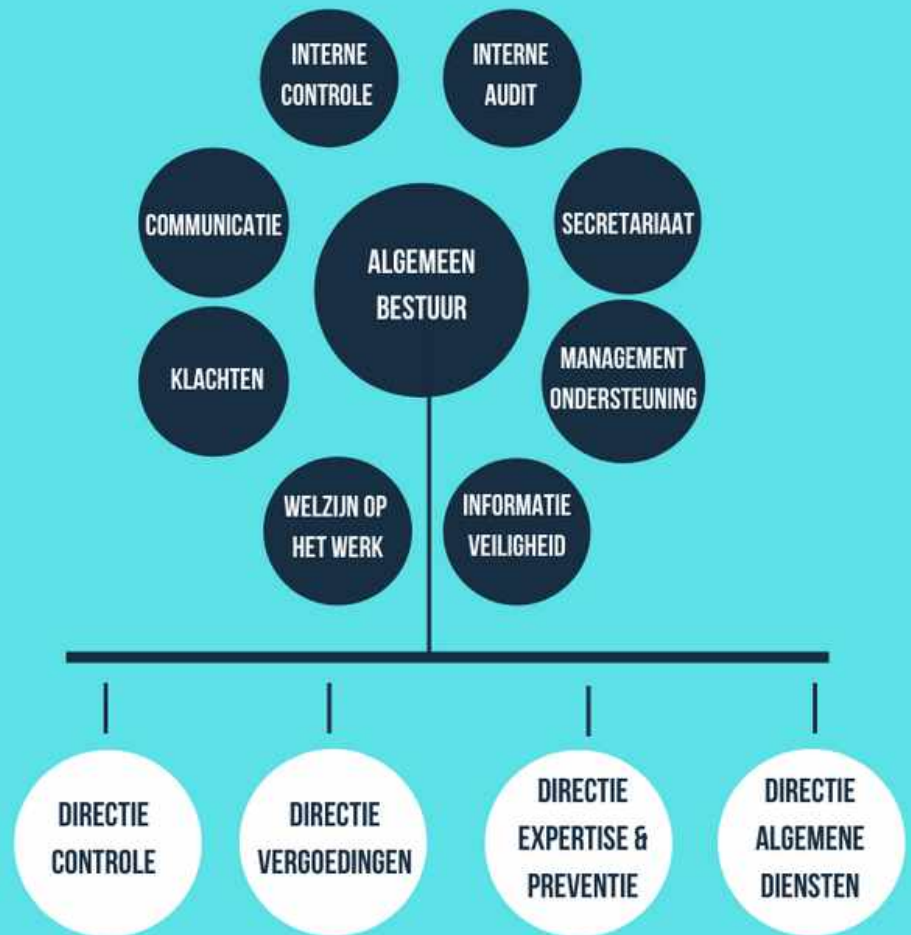 INTERNE
CONTROLE
INTERNE
AUDIT
COMMUNICATIE
SECRETARIAAT
ALGEMEEN
BESTUUR
KLACHTEN
MANAGEMENT
ONDERSTEUNING
WELZIJN OP
HET WERK
INFORMATIE
VEILIGHEID
DIRECTIE
CONTROLE
DIRECTIE
VERGOEDINGEN
DIRECTIE
EXPERTISE &
PREVENTIE
DIRECTIE
ALGEMENE
DIENSTEN